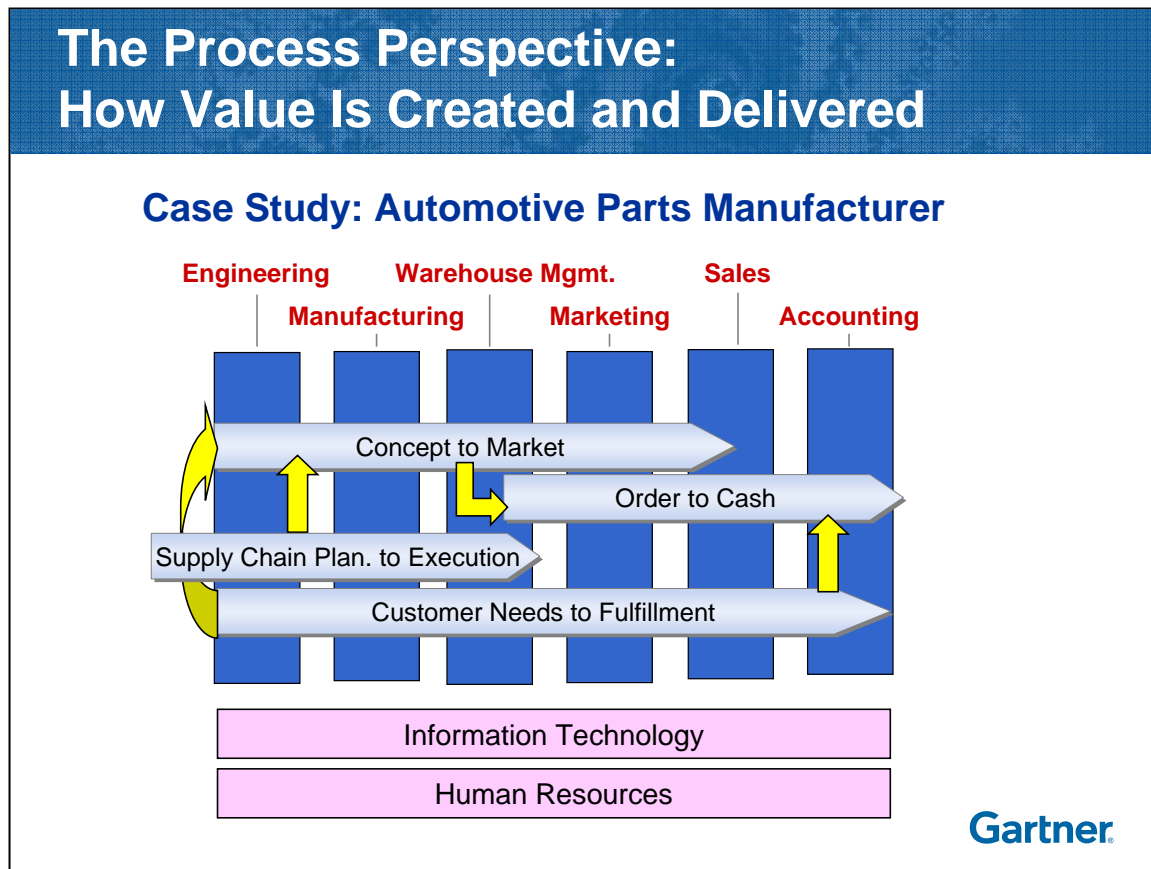 The Process Perspective:
How Value Is Created and Delivered
Case Study: Automotive Parts Manufacturer
Engineering
Warehouse Mgmt.
Sales
Manufacturing
Marketing
Accounting
Concept to Market
Order to Cash
Supply Chain Plan. to Execution
Customer Needs to Fulfillment
Information Technology
Human Resources
Gartner®